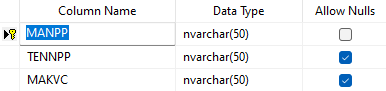 Column Name Data Type Allow Nulls
MANPP nvarchar(50)
TENNPP nvarchar(50)
MAKVC nvarchar(50)